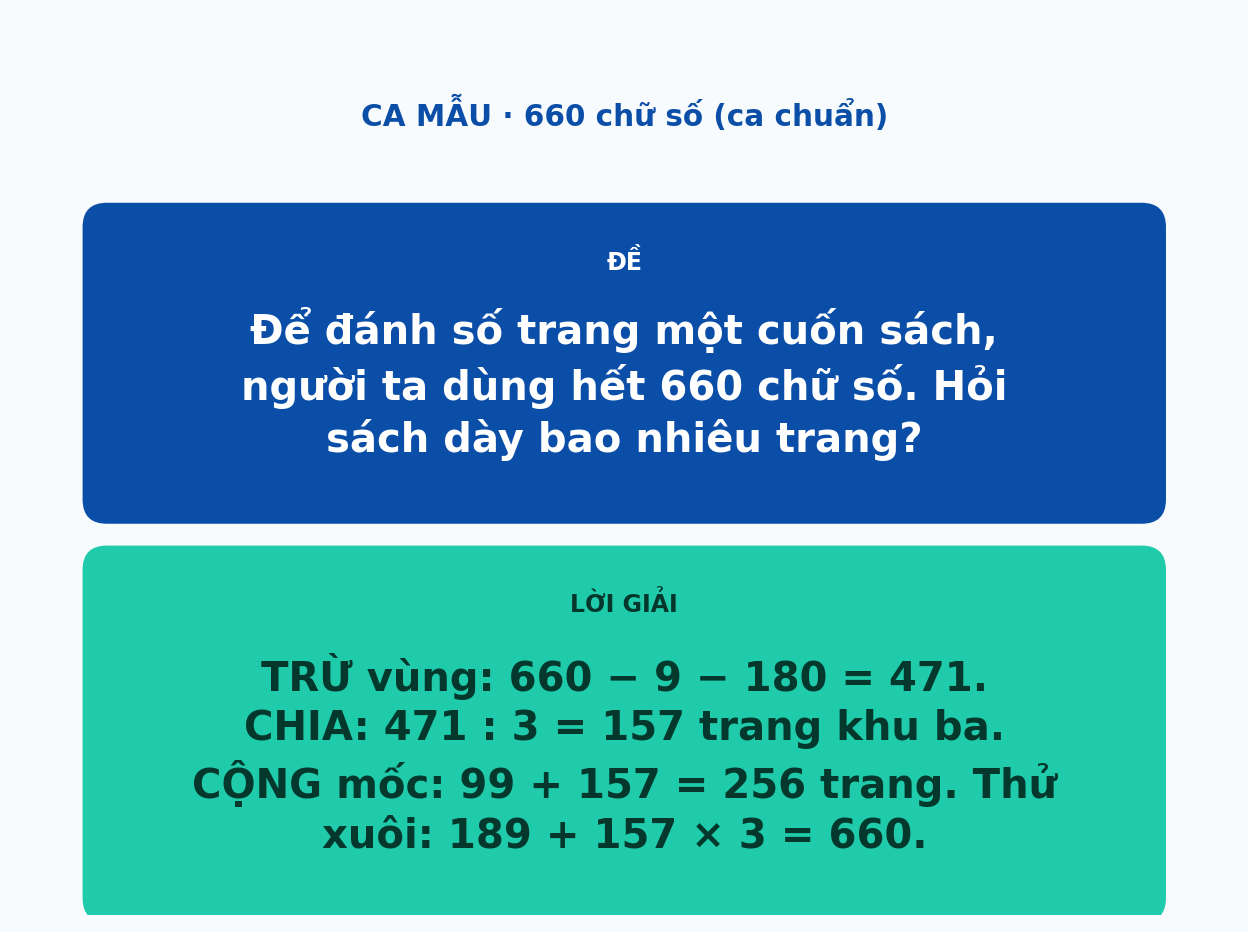 CA MẪU · 660 chữ số (ca chuẩn)
ĐỀ
Để đánh số trang một cuốn sách,
người ta dùng hết 660 chữ số. Hỏi
sách dày bao nhiêu trang?
LỜI GIẢI
TRỪ vùng: 660 − 9 − 180 = 471.
CHIA: 471 : 3 = 157 trang khu ba.
CỘNG mốc: 99 + 157 = 256 trang. Thử
xuôi: 189 + 157 × 3 = 660.